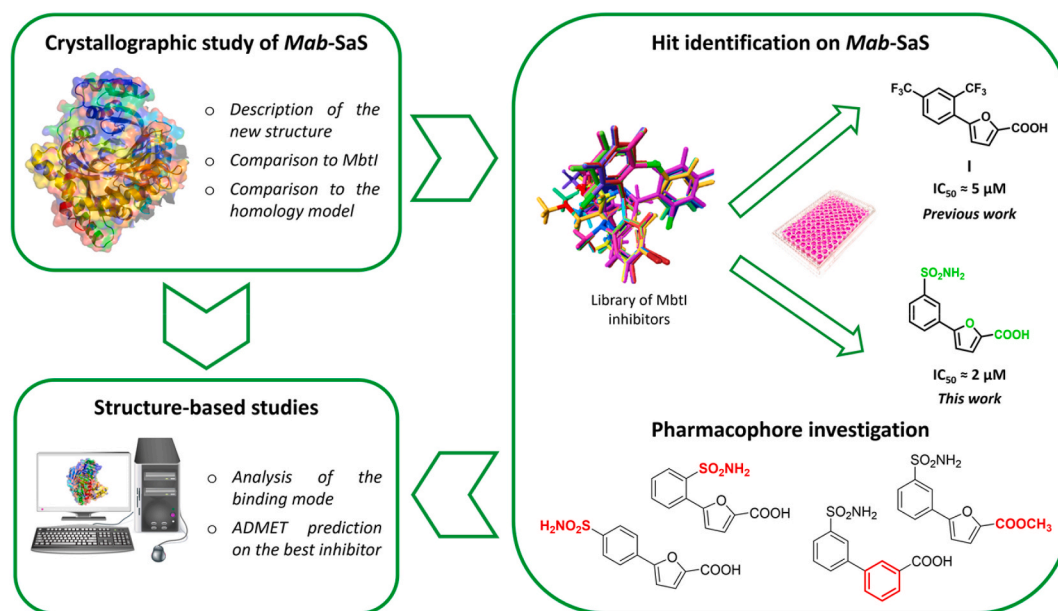 Crystallographic study of Mab-SaS
o Description of the
new structure
o Comparison to MbtI
o Comparison to the
homology model
Hit identification on Mab-SaS
Library of MbtI
inhibitors
F₃C
CF₃
O
COOH
I
IC₅₀ ≈ 5 μM
Previous work
SO₂NH₂
O
COOH
IC₅₀ ≈ 2 μM
This work
Structure-based studies
o Analysis of the
binding mode
o ADMET prediction
on the best inhibitor
Pharmacophore investigation
SO₂NH₂
O
COOH
H₂NO₂S
O
COOH
SO₂NH₂
O
COOCH₃
SO₂NH₂
COOH